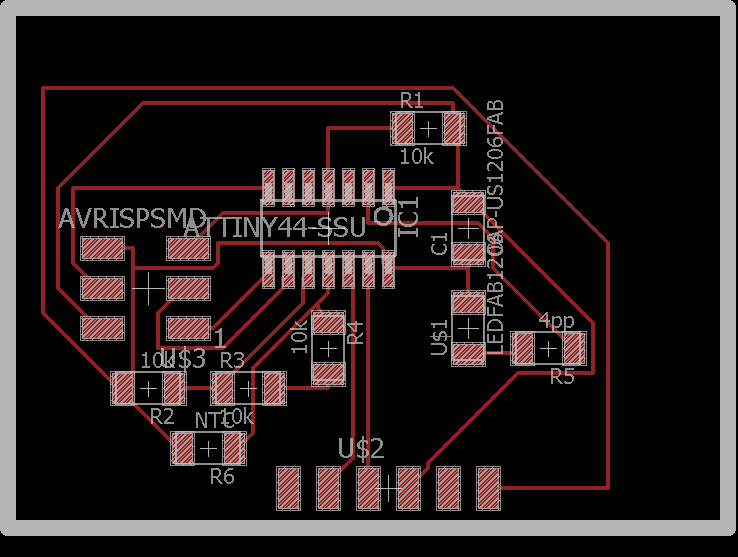 R1
10k
IC1
CAP-US1206FAB
C1
AVRISPSMD
ATTINY44-SSU
LEDFAB1206
U$1
4pp
R5
1
U$3
10k
R4
10k
R3
R2
10k
NTC
R6
U$2